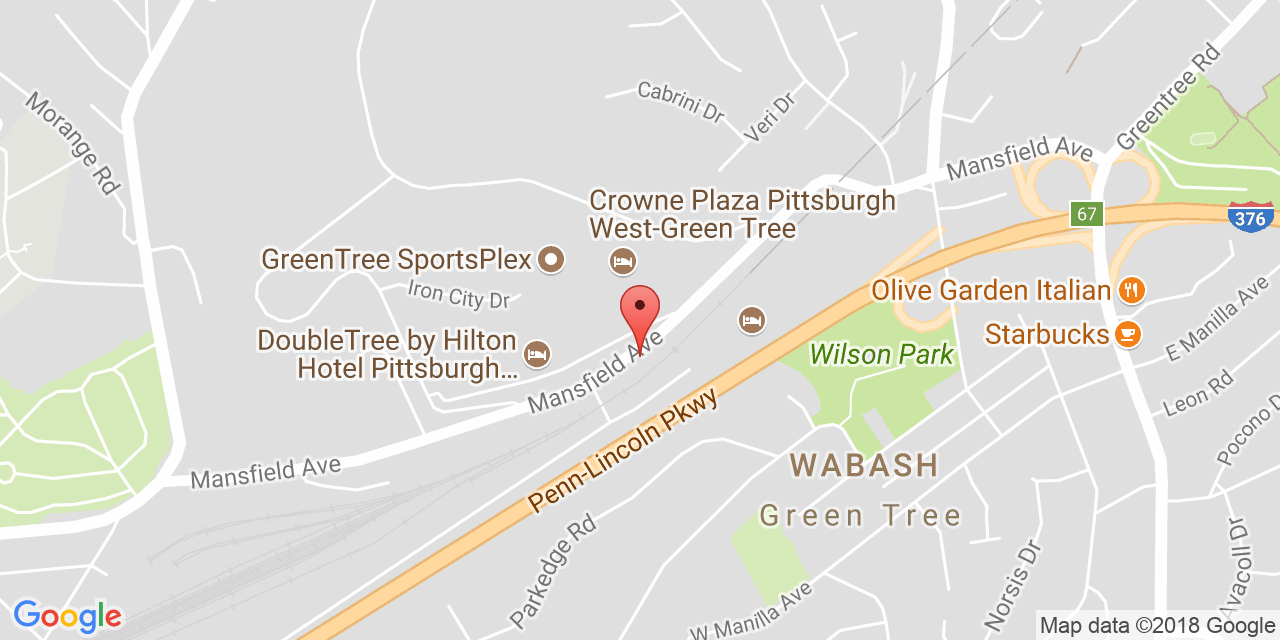 Greentree Rd
Cabrini Dr
Veri Dr
Morange Rd
Mansfield Ave
Crowne Plaza Pittsburgh
West-Green Tree
67
376
GreenTree SportsPlex
Iron City Dr
Olive Garden Italian
Starbucks
E Manilla Ave
DoubleTree by Hilton
Hotel Pittsburgh...
Mansfield Ave
Wilson Park
Leon Rd
Pocono D
Penn-Lincoln Pkwy
Mansfield Ave
WABASH
Green Tree
Parkedge Rd
Norsis Dr
Avacoll Dr
W Manilla Ave
Google
Map data ©2018 Google